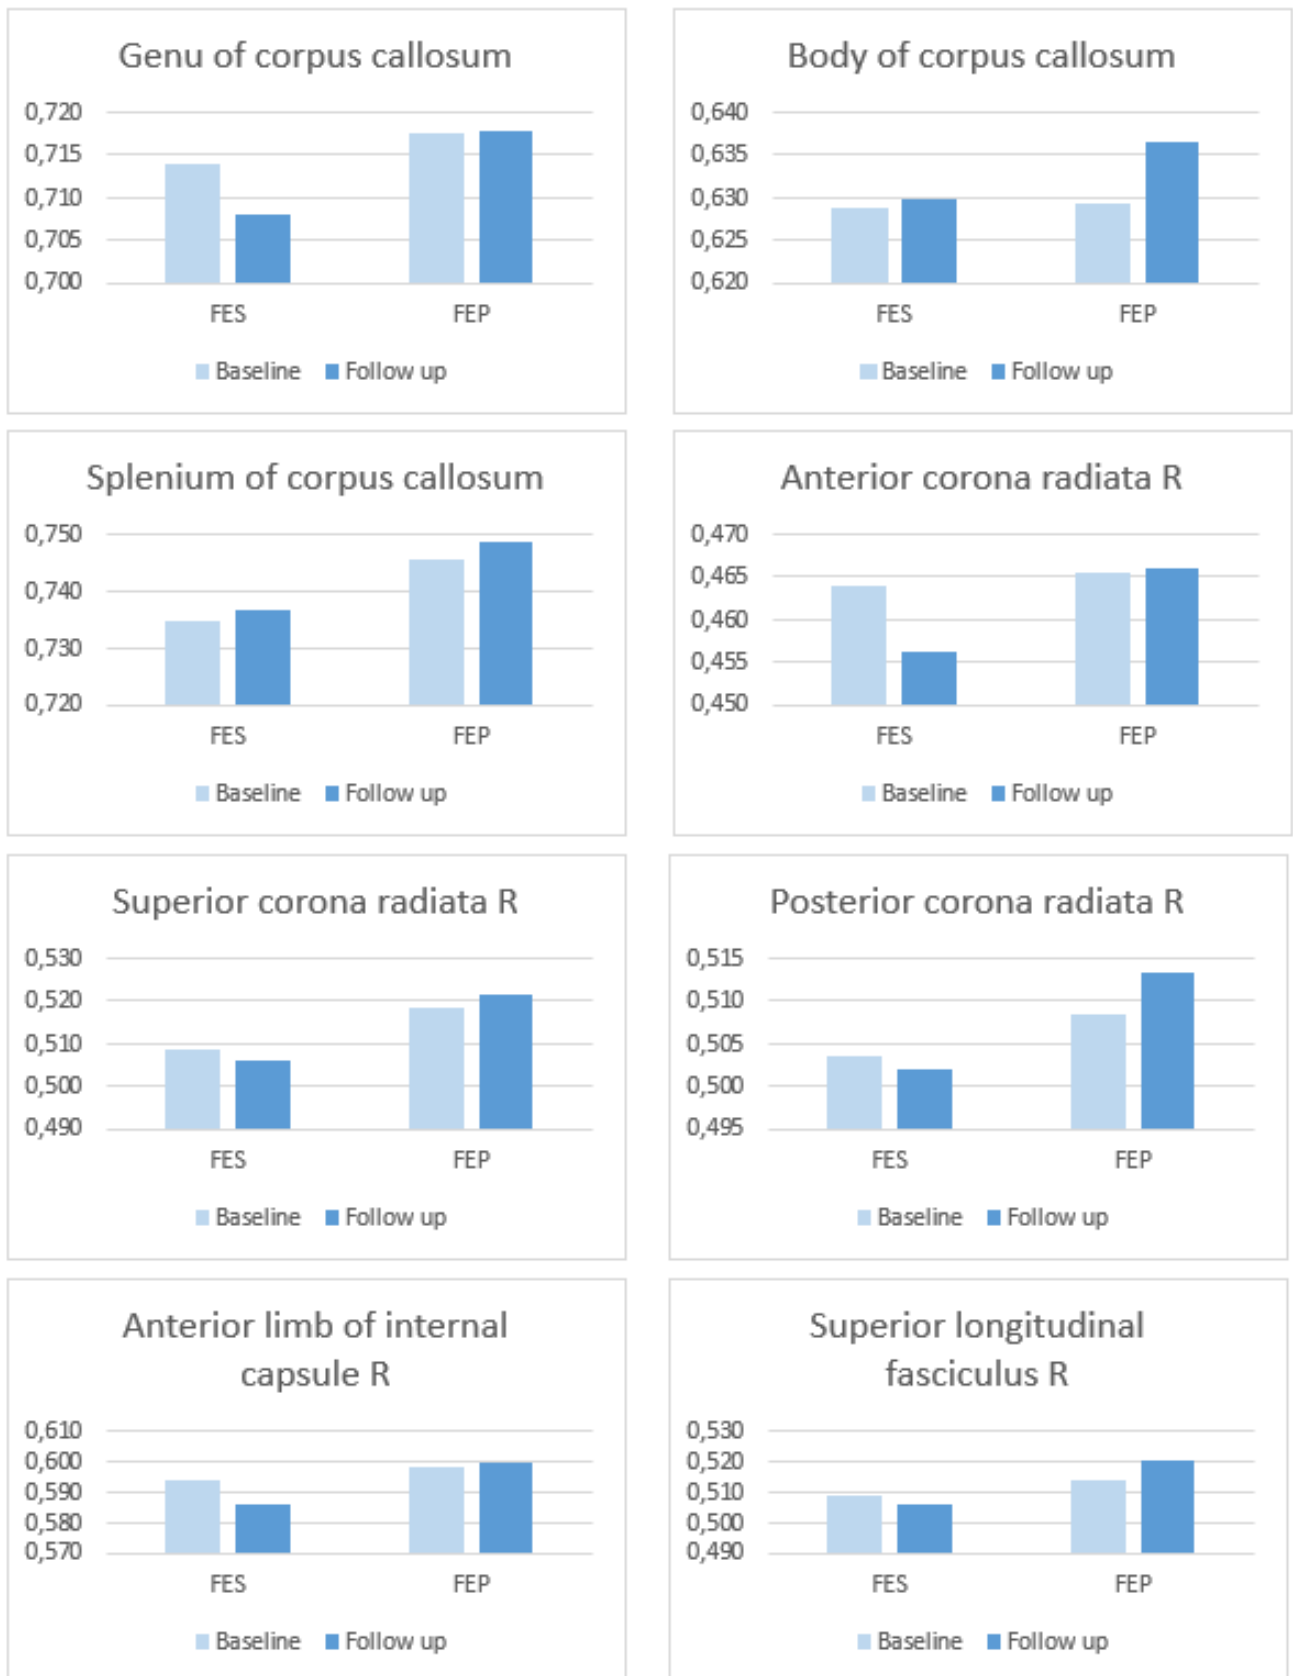 Genu of corpus callosum
0,720
0,715
0,710
0,705
0,700
FES FEP
Baseline Follow up
Body of corpus callosum
0,640
0,635
0,630
0,625
0,620
FES FEP
Baseline Follow up
Splenium of corpus callosum
0,750
0,740
0,730
0,720
FES FEP
Baseline Follow up
Anterior corona radiata R
0,470
0,465
0,460
0,455
0,450
FES FEP
Baseline Follow up
Superior corona radiata R
0,530
0,520
0,510
0,500
0,490
FES FEP
Baseline Follow up
Posterior corona radiata R
0,515
0,510
0,505
0,500
0,495
FES FEP
Baseline Follow up
Anterior limb of internal
capsule R
0,610
0,600
0,590
0,580
0,570
FES FEP
Baseline Follow up
Superior longitudinal
fasciculus R
0,530
0,520
0,510
0,500
0,490
FES FEP
Baseline Follow up